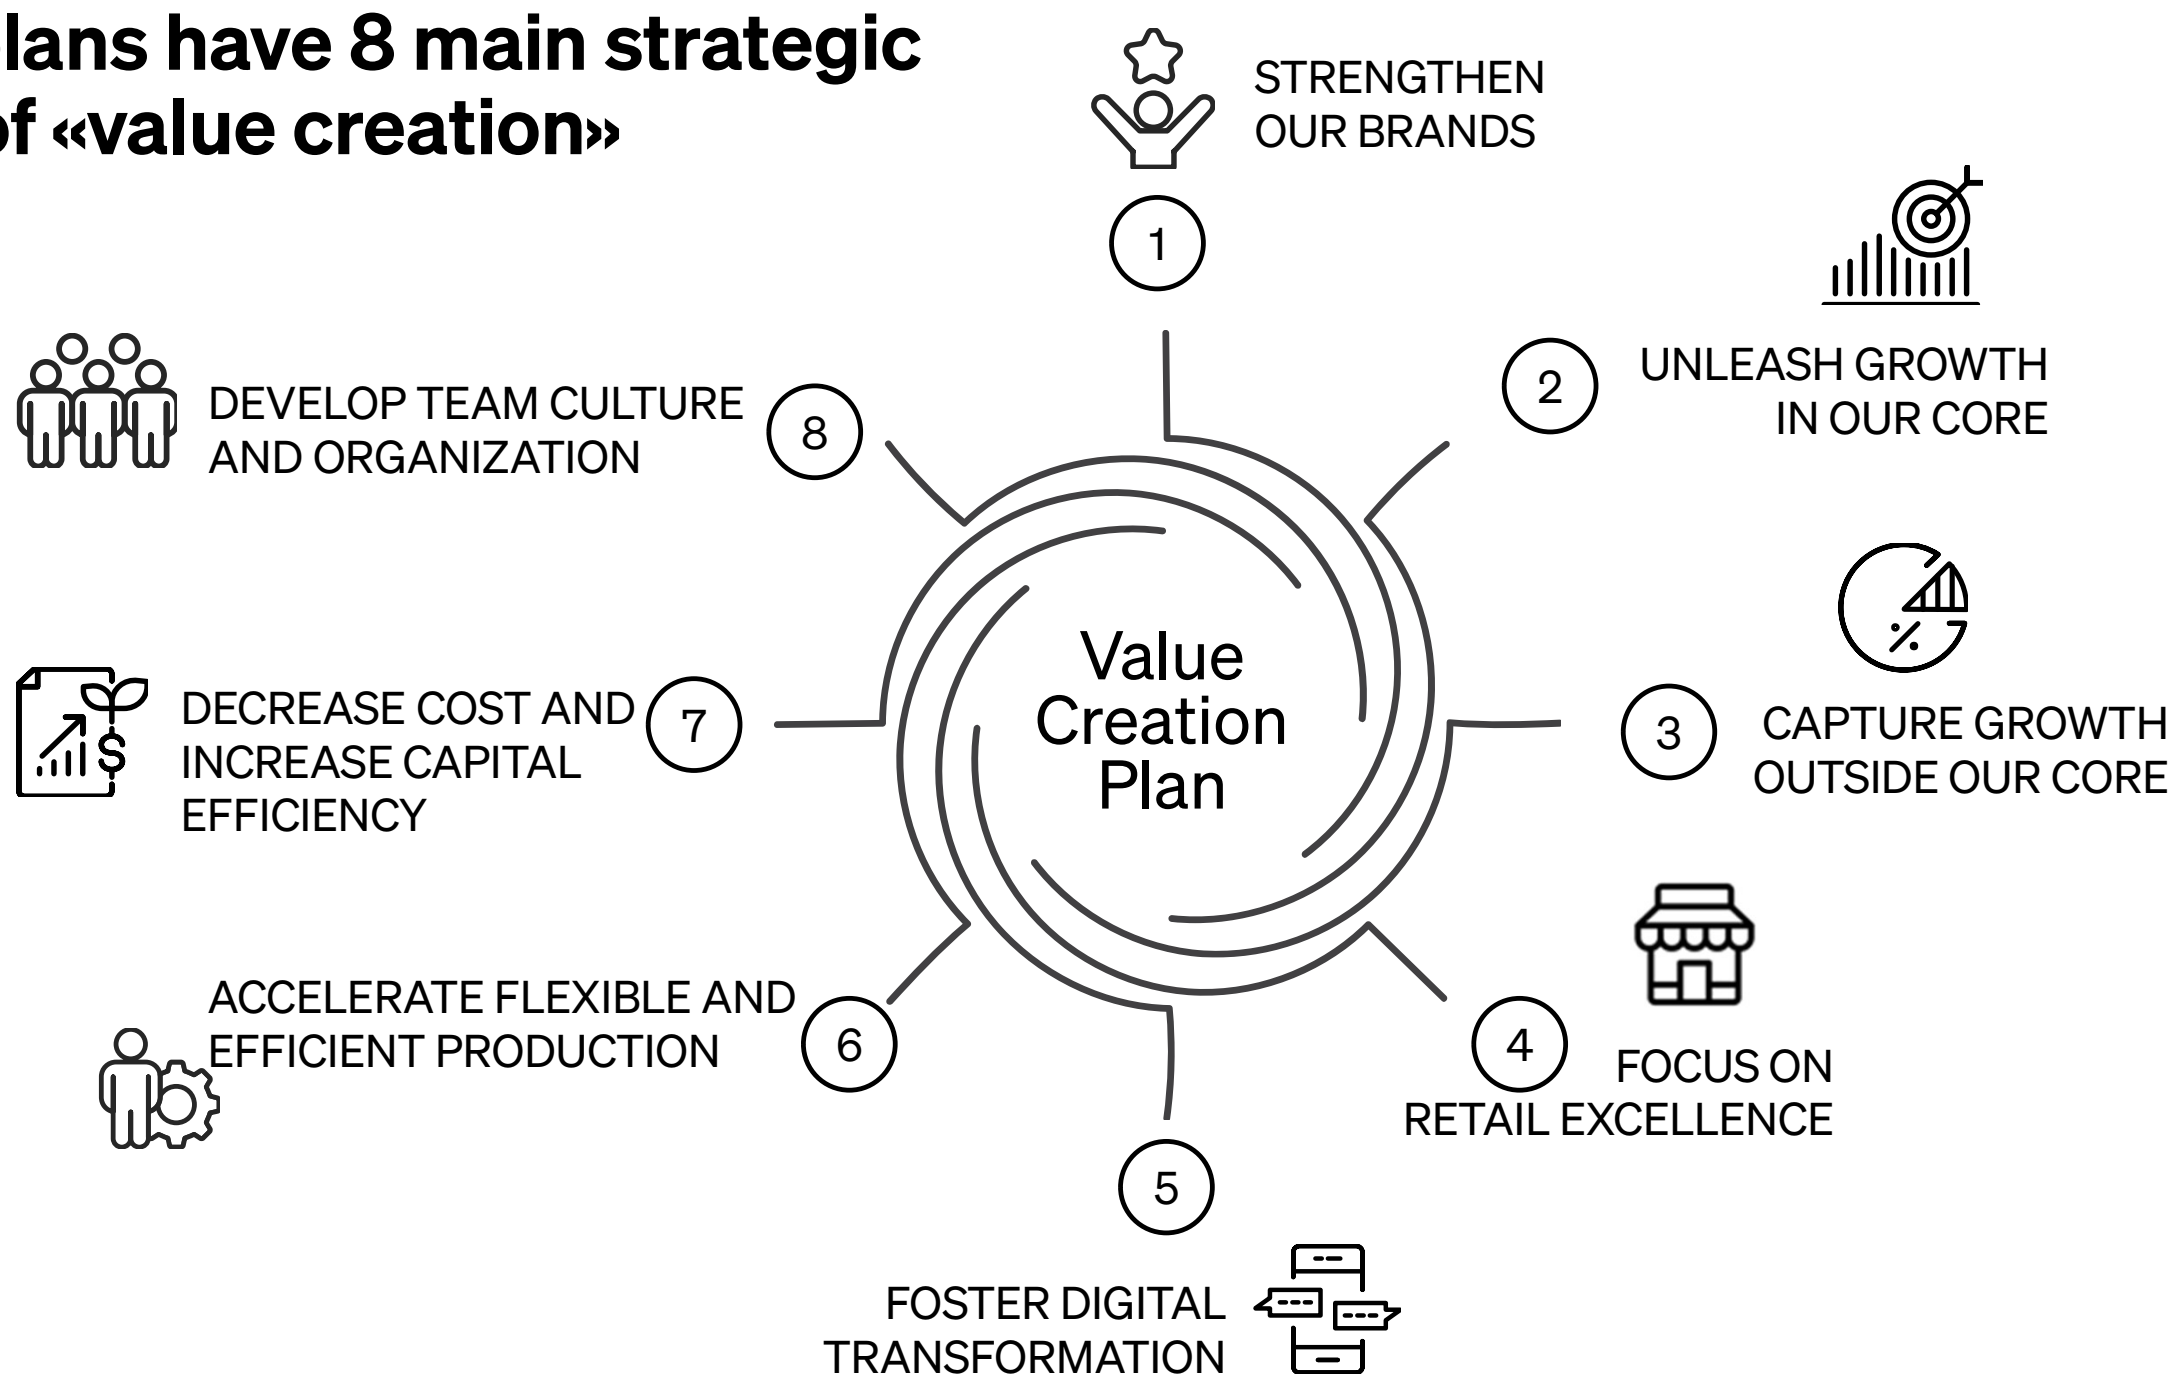 lans have 8 main strategic
of «value creation»
STRENGTHEN
OUR BRANDS
1
2
UNLEASH GROWTH
IN OUR CORE
3
CAPTURE GROWTH
OUTSIDE OUR CORE
4
FOCUS ON
RETAIL EXCELLENCE
5
FOSTER DIGITAL
TRANSFORMATION
6
ACCELERATE FLEXIBLE AND
EFFICIENT PRODUCTION
7
DECREASE COST AND
INCREASE CAPITAL
EFFICIENCY
$
8
DEVELOP TEAM CULTURE
AND ORGANIZATION
Value
Creation
Plan
%